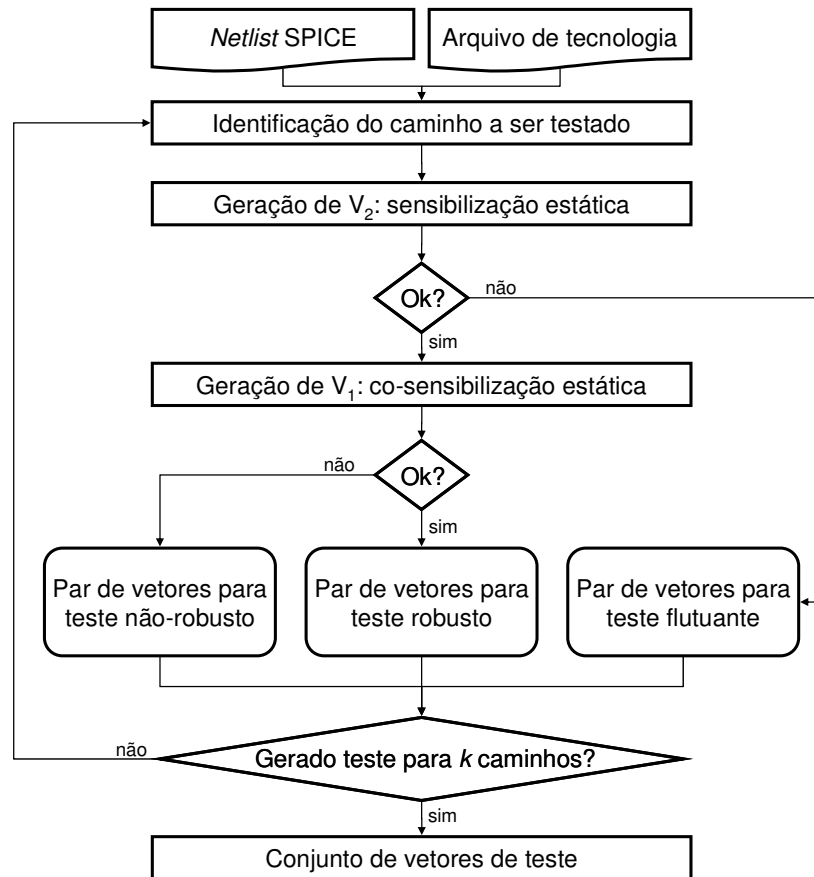 Netlist SPICE
Arquivo de tecnologia
Identificação do caminho a ser testado
Geração de V₂: sensibilização estática
Ok?
não
sim
Geração de V₁: co-sensibilização estática
não
Ok?
sim
Par de vetores para
teste não-robusto
Par de vetores para
teste robusto
Par de vetores para
teste flutuante
não
Gerado teste para k caminhos?
sim
Conjunto de vetores de teste